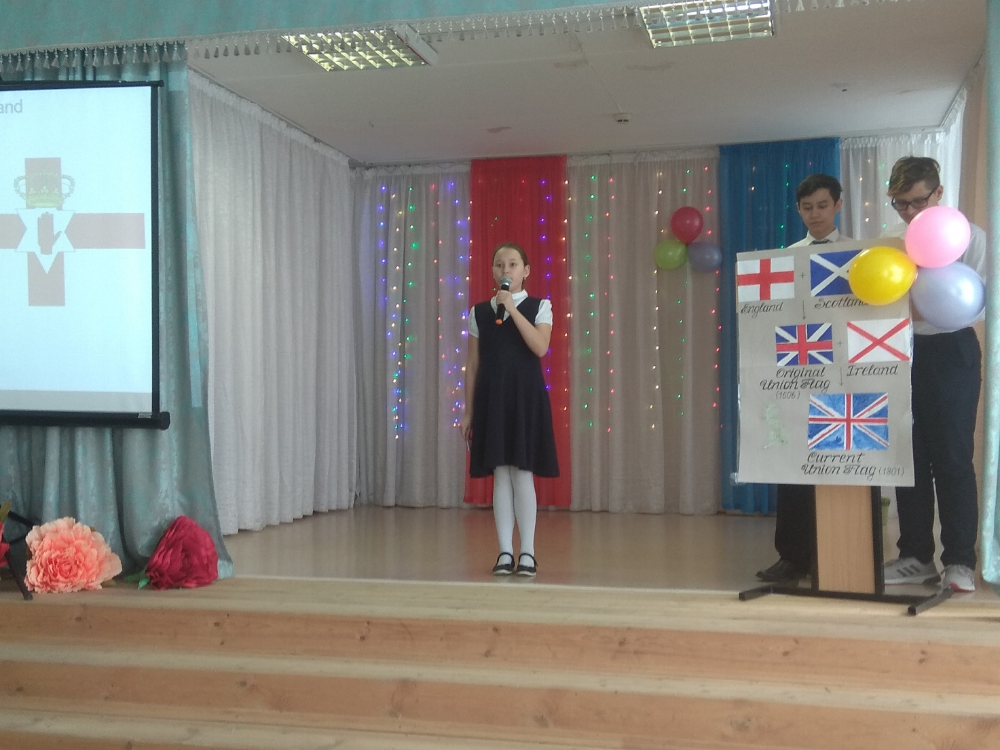 and
England
+
Scotland
+
Original
Union Flag
(1606)
Ireland
Current
Union Flag (1801)